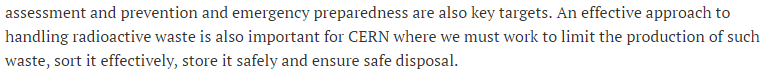 assessment and prevention and emergency preparedness are also key targets. An effective approach to
handling radioactive waste is also important for CERN where we must work to limit the production of such
waste, sort it effectively, store it safely and ensure safe disposal.